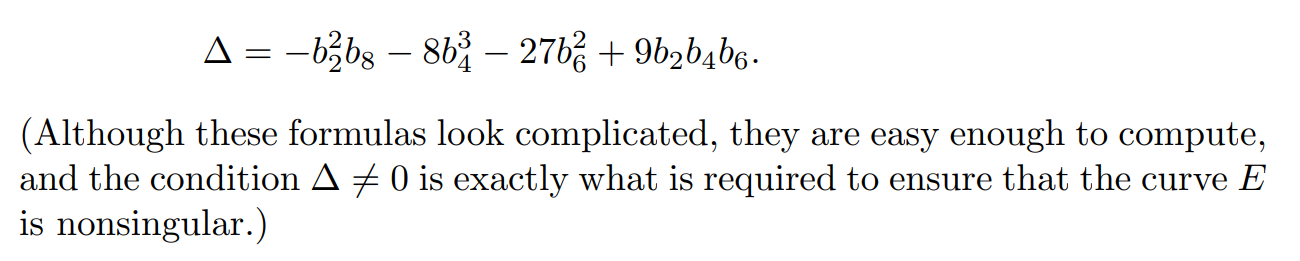 Δ = −b₂²b₈ − 8b₄³ − 27b₆² + 9b₂b₄b₆.
(Although these formulas look complicated, they are easy enough to compute,
and the condition Δ ≠ 0 is exactly what is required to ensure that the curve E
is nonsingular.)